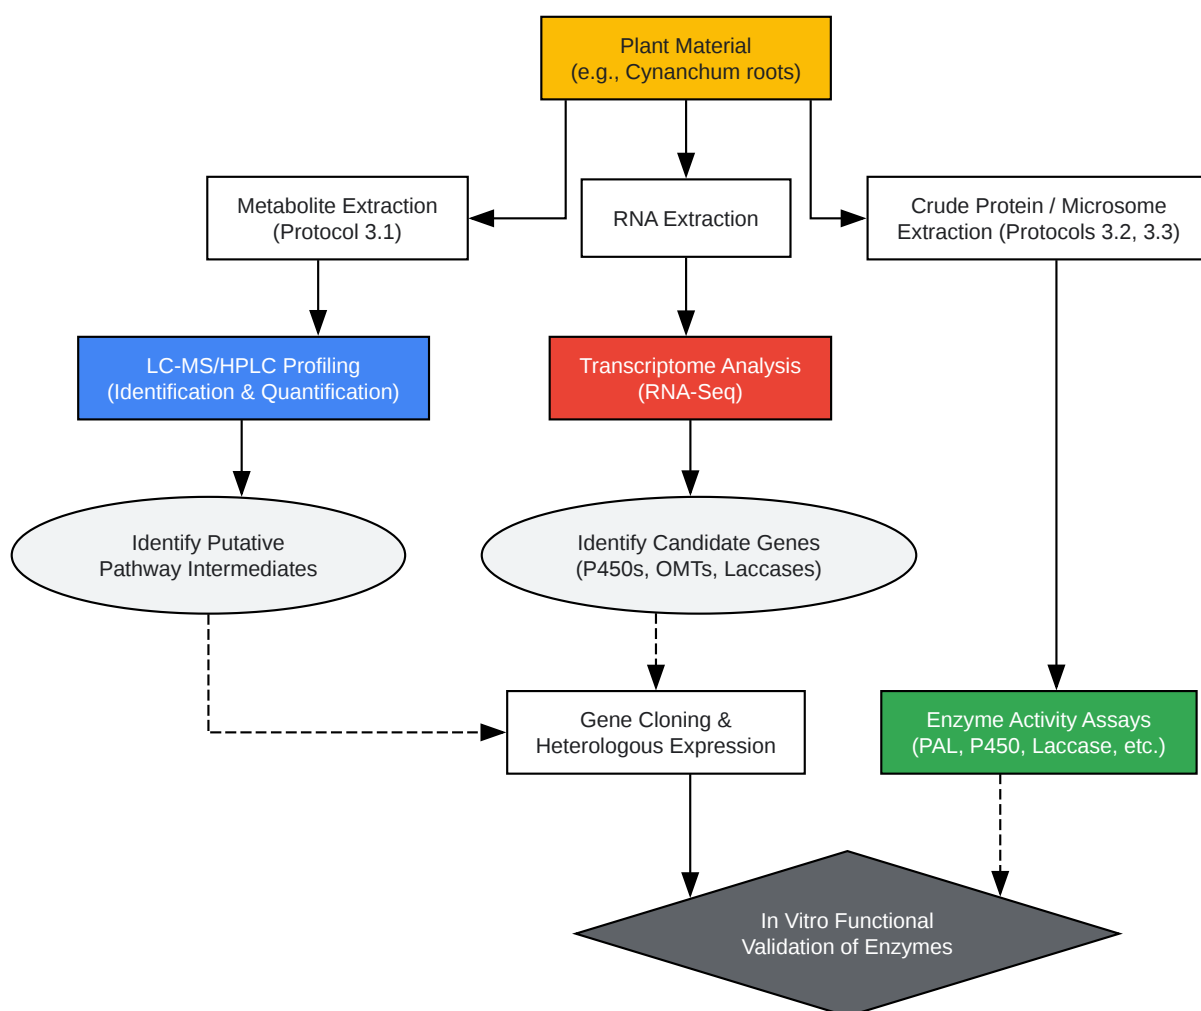 Plant Material
(e.g., Cynanchum roots)
Metabolite Extraction
(Protocol 3.1)
RNA Extraction
Crude Protein / Microsome
Extraction (Protocols 3.2, 3.3)
LC-MS/HPLC Profiling
(Identification & Quantification)
Transcriptome Analysis
(RNA-Seq)
Identify Putative
Pathway Intermediates
Identify Candidate Genes
(P450s, OMTs, Laccases)
Gene Cloning &
Heterologous Expression
Enzyme Activity Assays
(PAL, P450, Laccase, etc.)
In Vitro Functional
Validation of Enzymes